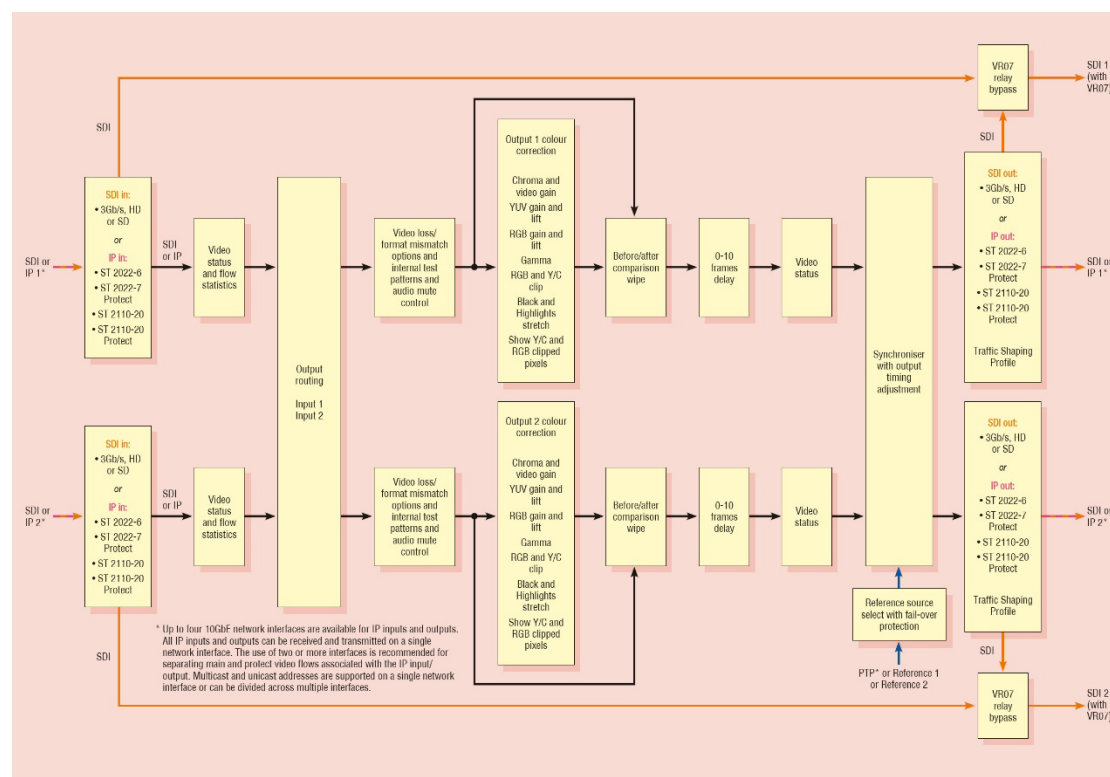 VR07
relay
bypass
SDI 1
(with
VR07)
SDI
SDI
SDI in:
• 3Gb/s, HD
or SD
or
IP in:
• ST 2022-6
• ST 2022-7
Protect
• ST 2110-20
• ST 2110-20
Protect
SDI or
IP 1*
SDI
or IP
Video
status
and flow
statistics
Output
routing
Input 1
Input 2
Video loss/
format mismatch
options and
internal test
patterns and
audio mute
control
Output 1 colour
correction
Chroma and
video gain
YUV gain and
lift
RGB gain and
lift
Gamma
RGB and Y/C
clip
Black and
Highlights
stretch
Show Y/C and
RGB clipped
pixels
Before/after
comparison
wipe
0-10
frames
delay
Video
status
Synchroniser
with output
timing
adjustment
SDI out:
• 3Gb/s, HD
or SD
or
IP out:
• ST 2022-6
• ST 2022-7
Protect
• ST 2110-20
• ST 2110-20
Protect
Traffic Shaping
Profile
SDI or
IP 1*
SDI in:
• 3Gb/s, HD
or SD
or
IP in:
• ST 2022-6
• ST 2022-7
Protect
• ST 2110-20
• ST 2110-20
Protect
SDI or
IP 2*
SDI
or IP
Video
status
and flow
statistics
Video loss/
format mismatch
options and
internal test
patterns and
audio mute
control
Output 2 colour
correction
Chroma and
video gain
YUV gain and
lift
RGB gain and
lift
Gamma
RGB and Y/C
clip
Black and
Highlights
stretch
Show Y/C and
RGB clipped
pixels
Before/after
comparison
wipe
0-10
frames
delay
Video
status
SDI out:
• 3Gb/s, HD
or SD
or
IP out:
• ST 2022-6
• ST 2022-7
Protect
• ST 2110-20
• ST 2110-20
Protect
Traffic Shaping
Profile
SDI or
IP 2*
Reference source
select with fail-over
protection
PTP* or Reference 1
or Reference 2
* Up to four 10GbE network interfaces are available for IP inputs and outputs.
All IP inputs and outputs can be received and transmitted on a single
network interface. The use of two or more interfaces is recommended for
separating main and protect video flows associated with the IP input/
output. Multicast and unicast addresses are supported on a single network
interface or can be divided across multiple interfaces.
SDI
SDI
VR07
relay
bypass
SDI 2
(with
VR07)